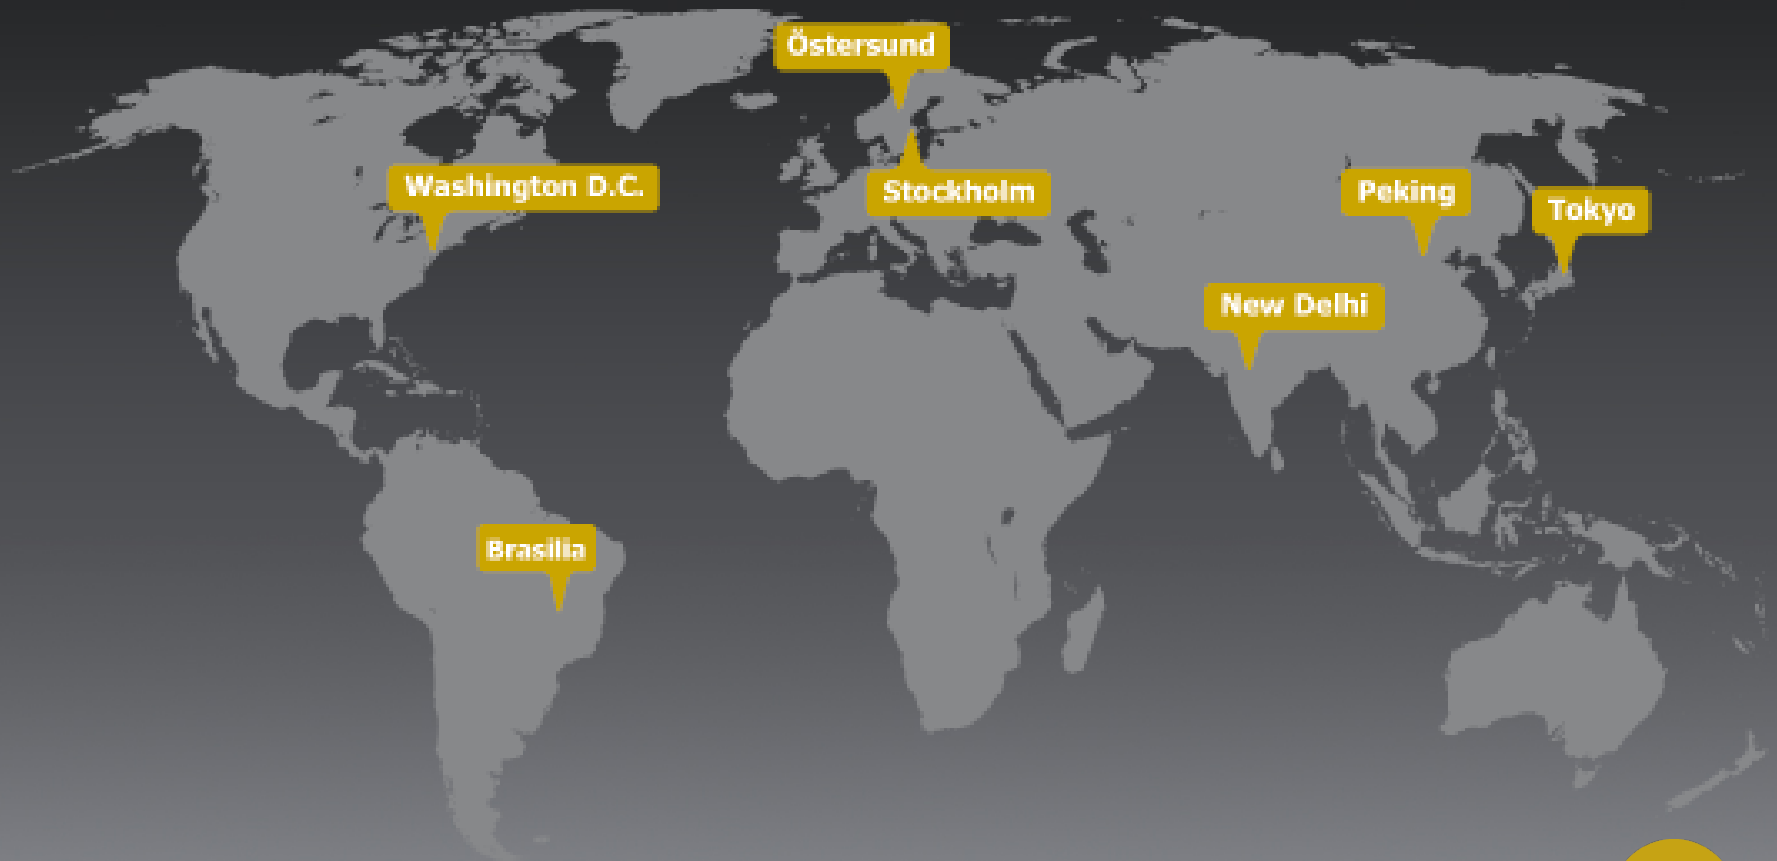 Östersund
Washington D.C.
Stockholm
Peking
Tokyo
New Delhi
Brasilia